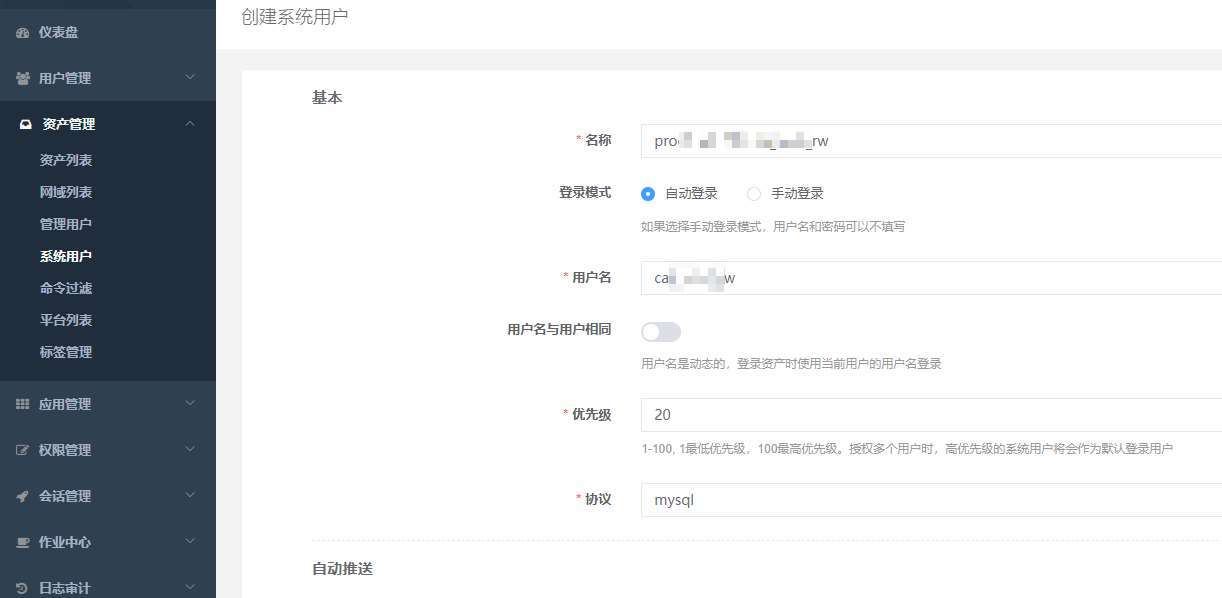 创建系统用户
仪表盘
用户管理
资产管理
资产列表
网域列表
管理用户
系统用户
命令过滤
平台列表
标签管理
应用管理
权限管理
会话管理
作业中心
日志审计
基本
* 名称
登录模式
自动登录 手动登录
如果选择手动登录模式，用户名和密码可以不填写
* 用户名
用户名与用户相同
用户名是动态的，登录资产时使用当前用户的用户名登录
* 优先级 20
1-100, 1最低优先级，100最高优先级。授权多个用户时，高优先级的系统用户将会作为默认登录用户
* 协议 mysql
自动推送